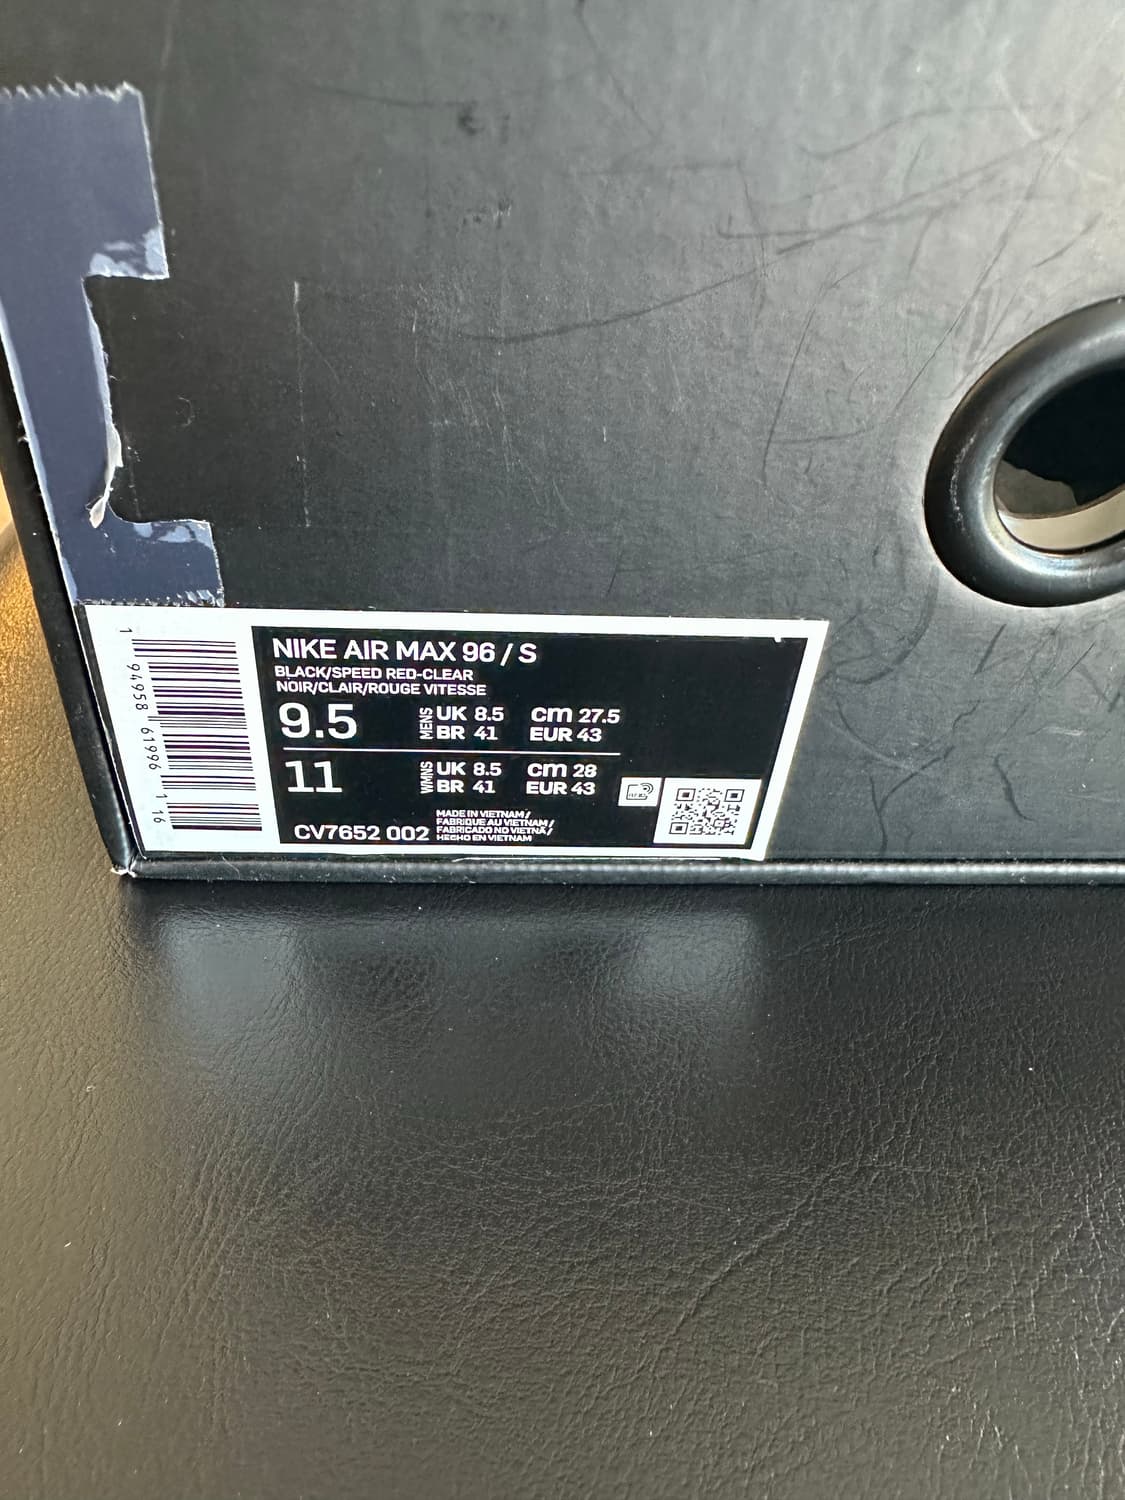 1 94958 61996 1 16
NIKE AIR MAX 96 / S
BLACK/SPEED RED-CLEAR
NOIR/CLAIR/ROUGE VITESSE
9.5 MENS UK 8.5 cm 27.5
BR 41 EUR 43
11 WMNS UK 8.5 cm 28
BR 41 EUR 43
CV7652 002
MADE IN VIETNAM /
FABRIQUE AU VIETNAM /
FABRICADO NO VIETNÃ /
HECHO EN VIETNAM